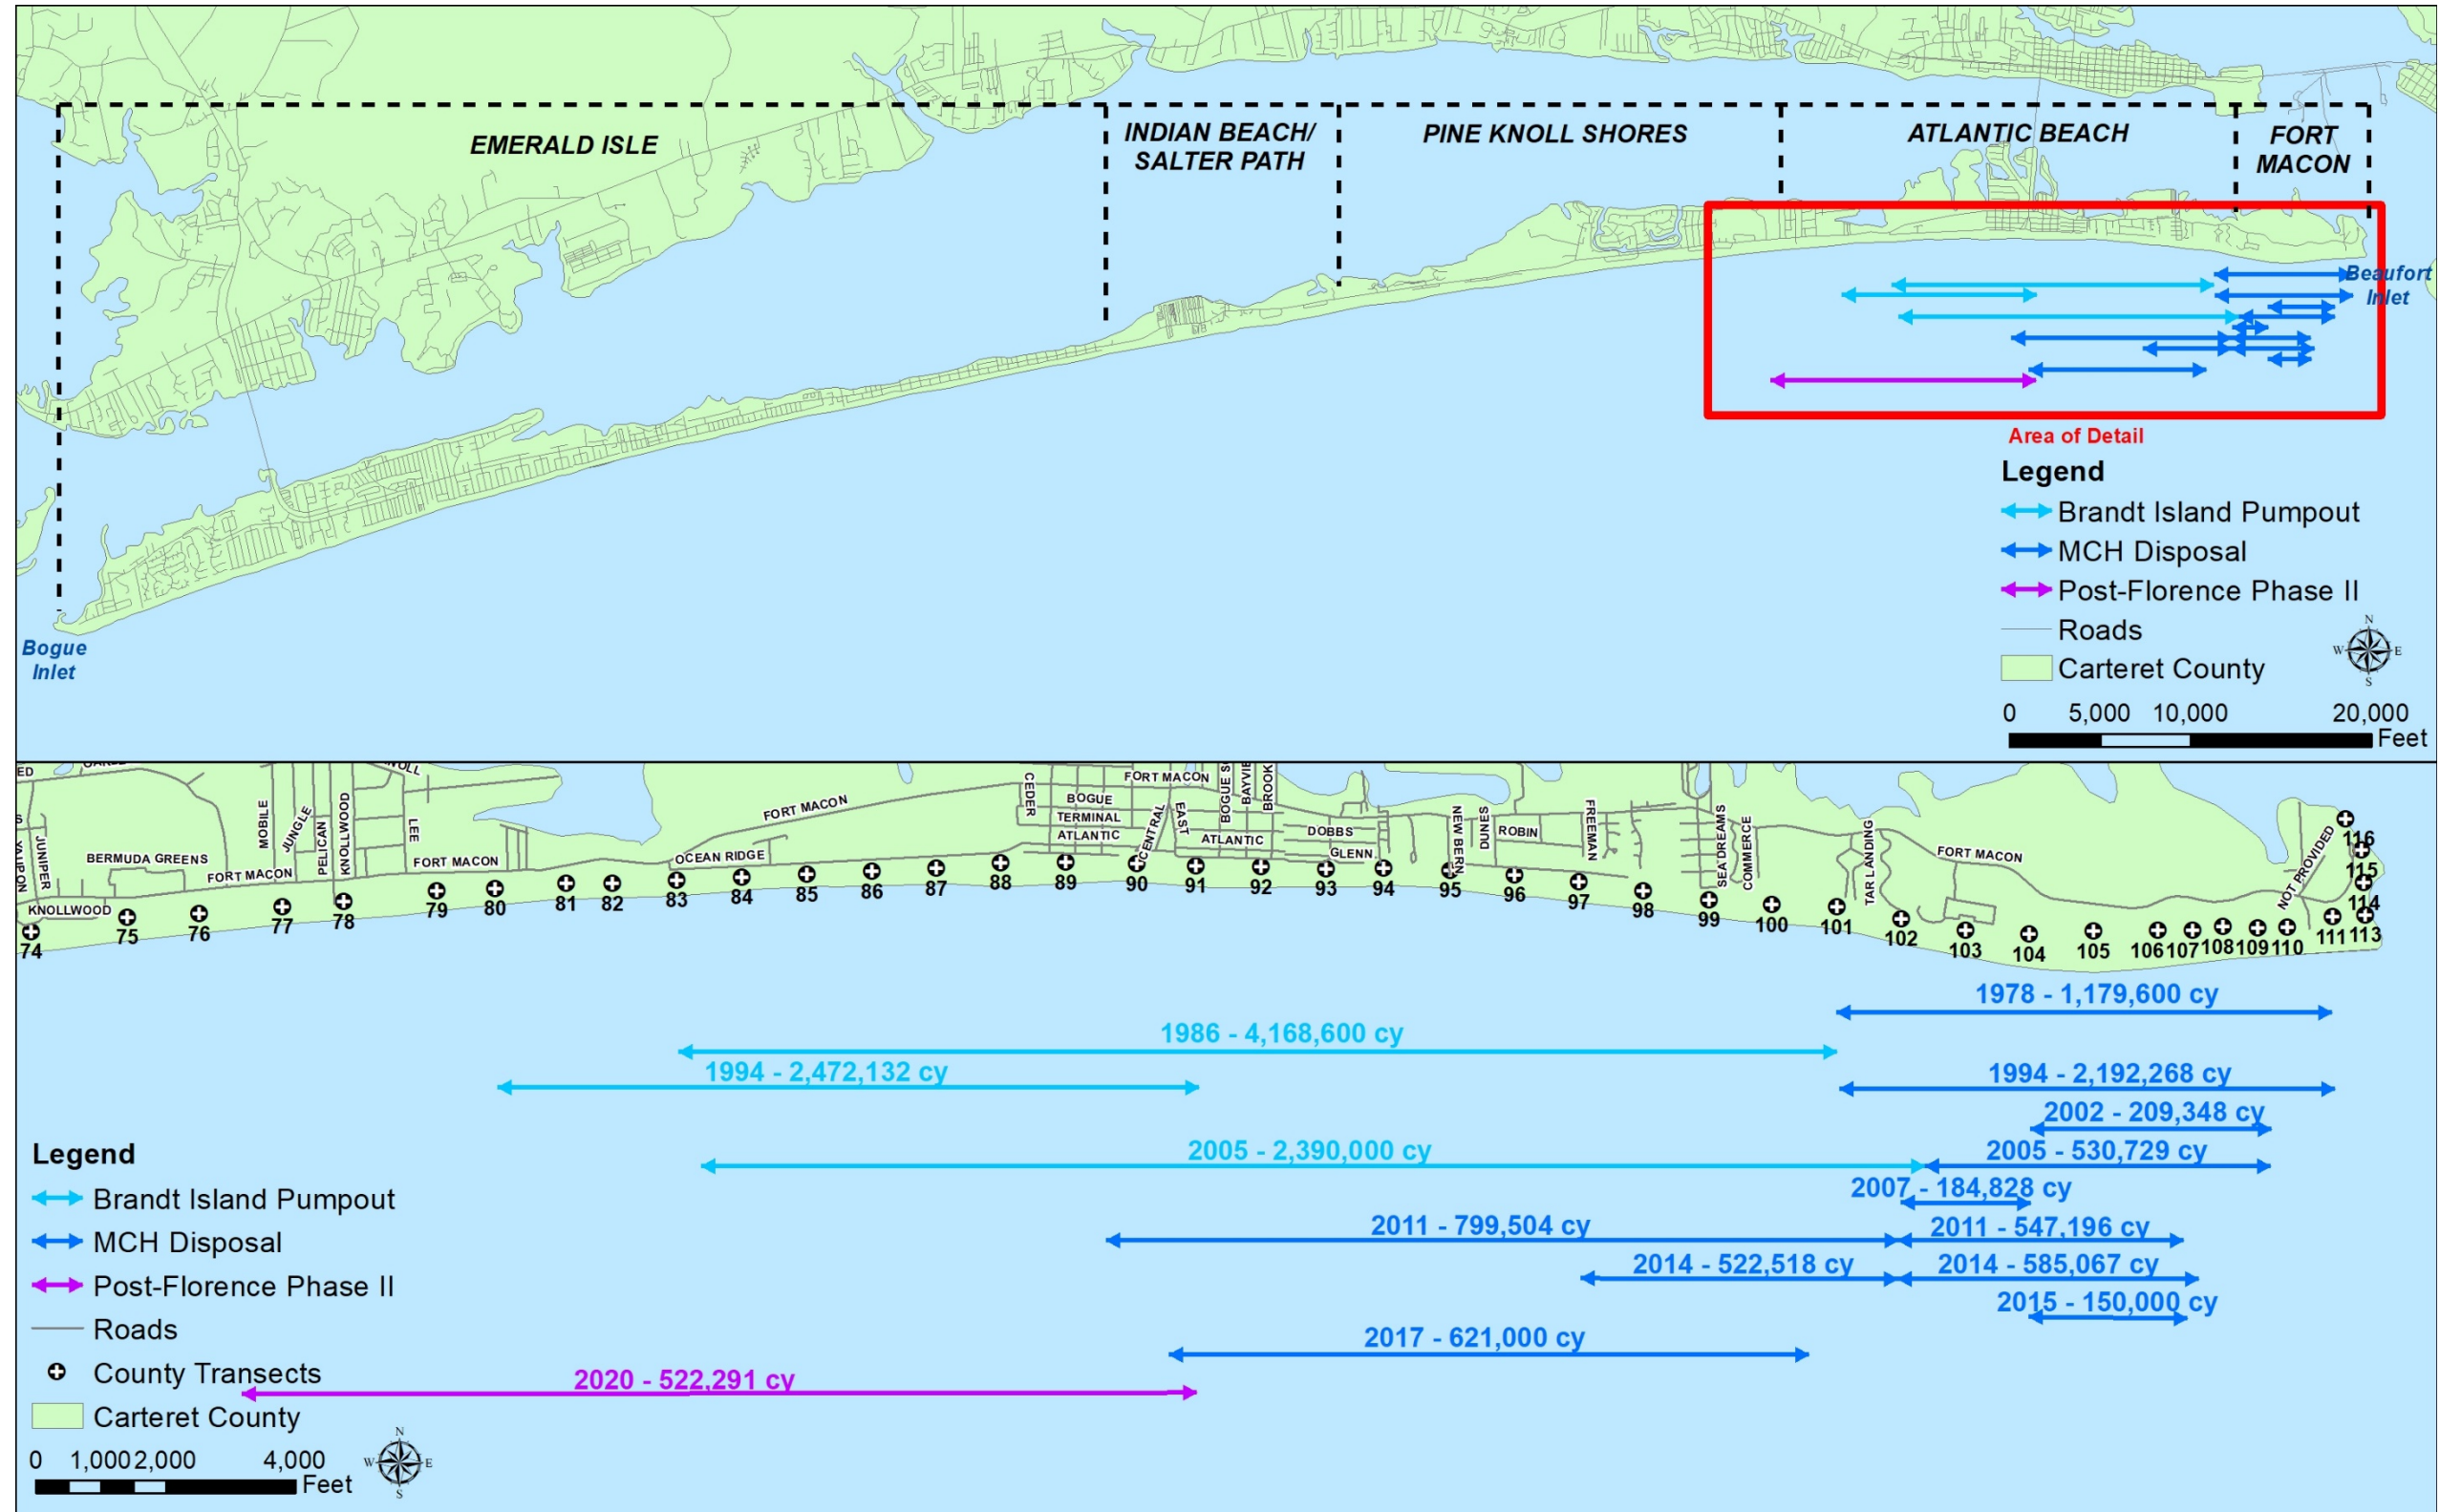 EMERALD ISLE
INDIAN BEACH/
SALTER PATH
PINE KNOLL SHORES
ATLANTIC BEACH
FORT
MACON
Beaufort
Inlet
Bogue
Inlet
Area of Detail
Legend
Brandt Island Pumpout
MCH Disposal
Post-Florence Phase II
Roads
Carteret County
N
W E
S
0 5,000 10,000 20,000
Feet
ED
NOLL
JUNIPER
YAUPON
KNOLLWOOD
BERMUDA GREENS
FORT MACON
MOBILE
JUNGLE
PELICAN
KNOLLWOOD
LEE
FORT MACON
OCEAN RIDGE
FORT MACON
CEDER
BOGUE
TERMINAL
ATLANTIC
FORT MACON
CENTRAL
EAST
BOGUE S
BAYVIE
BROOK
ATLANTIC
DOBBS
GLENN
NEW BERN
DUNES
ROBIN
FREEMAN
SEA DREAMS
COMMERCE
TAR LANDING
FORT MACON
NOT PROVIDED
74 75 76 77 78 79 80 81 82 83 84 85 86 87 88 89 90 91 92 93 94 95 96 97 98 99 100 101 102 103 104 105 106 107 108 109 110 111 113
114
115
116
1978 - 1,179,600 cy
1986 - 4,168,600 cy
1994 - 2,472,132 cy
1994 - 2,192,268 cy
2002 - 209,348 cy
2005 - 2,390,000 cy
2005 - 530,729 cy
2007 - 184,828 cy
2011 - 799,504 cy
2011 - 547,196 cy
2014 - 522,518 cy
2014 - 585,067 cy
2015 - 150,000 cy
2017 - 621,000 cy
2020 - 522,291 cy
Legend
Brandt Island Pumpout
MCH Disposal
Post-Florence Phase II
Roads
County Transects
Carteret County
0 1,000 2,000 4,000
Feet
N
W E
S